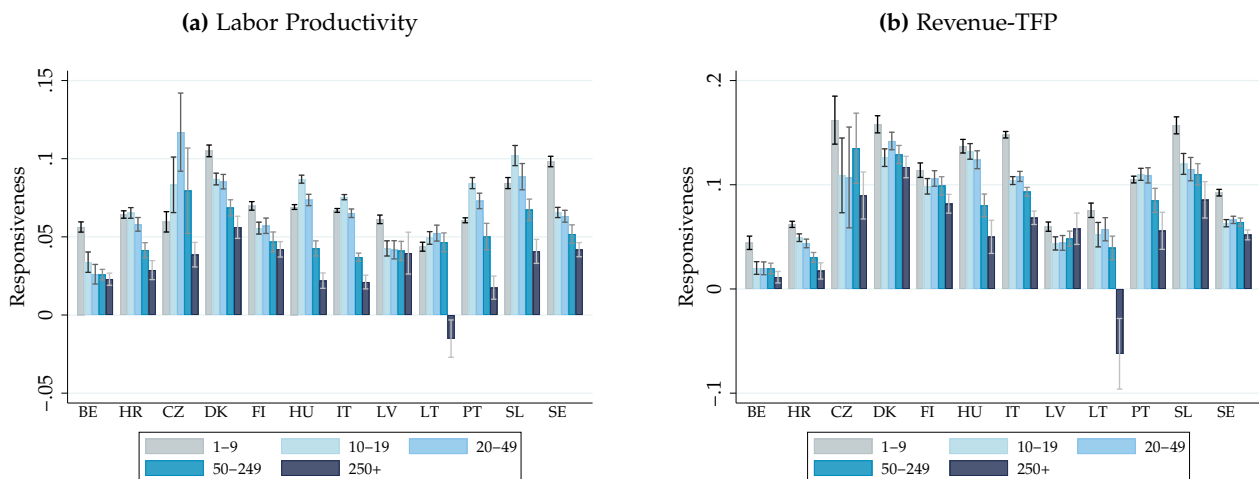 (a) Labor Productivity
Responsiveness
.15
.1
.05
0
-.05
BE HR CZ DK FI HU IT LV LT PT SL SE
1–9 10–19 20–49
50–249 250+
(b) Revenue-TFP
Responsiveness
.2
.1
0
-.1
BE HR CZ DK FI HU IT LV LT PT SL SE
1–9 10–19 20–49
50–249 250+